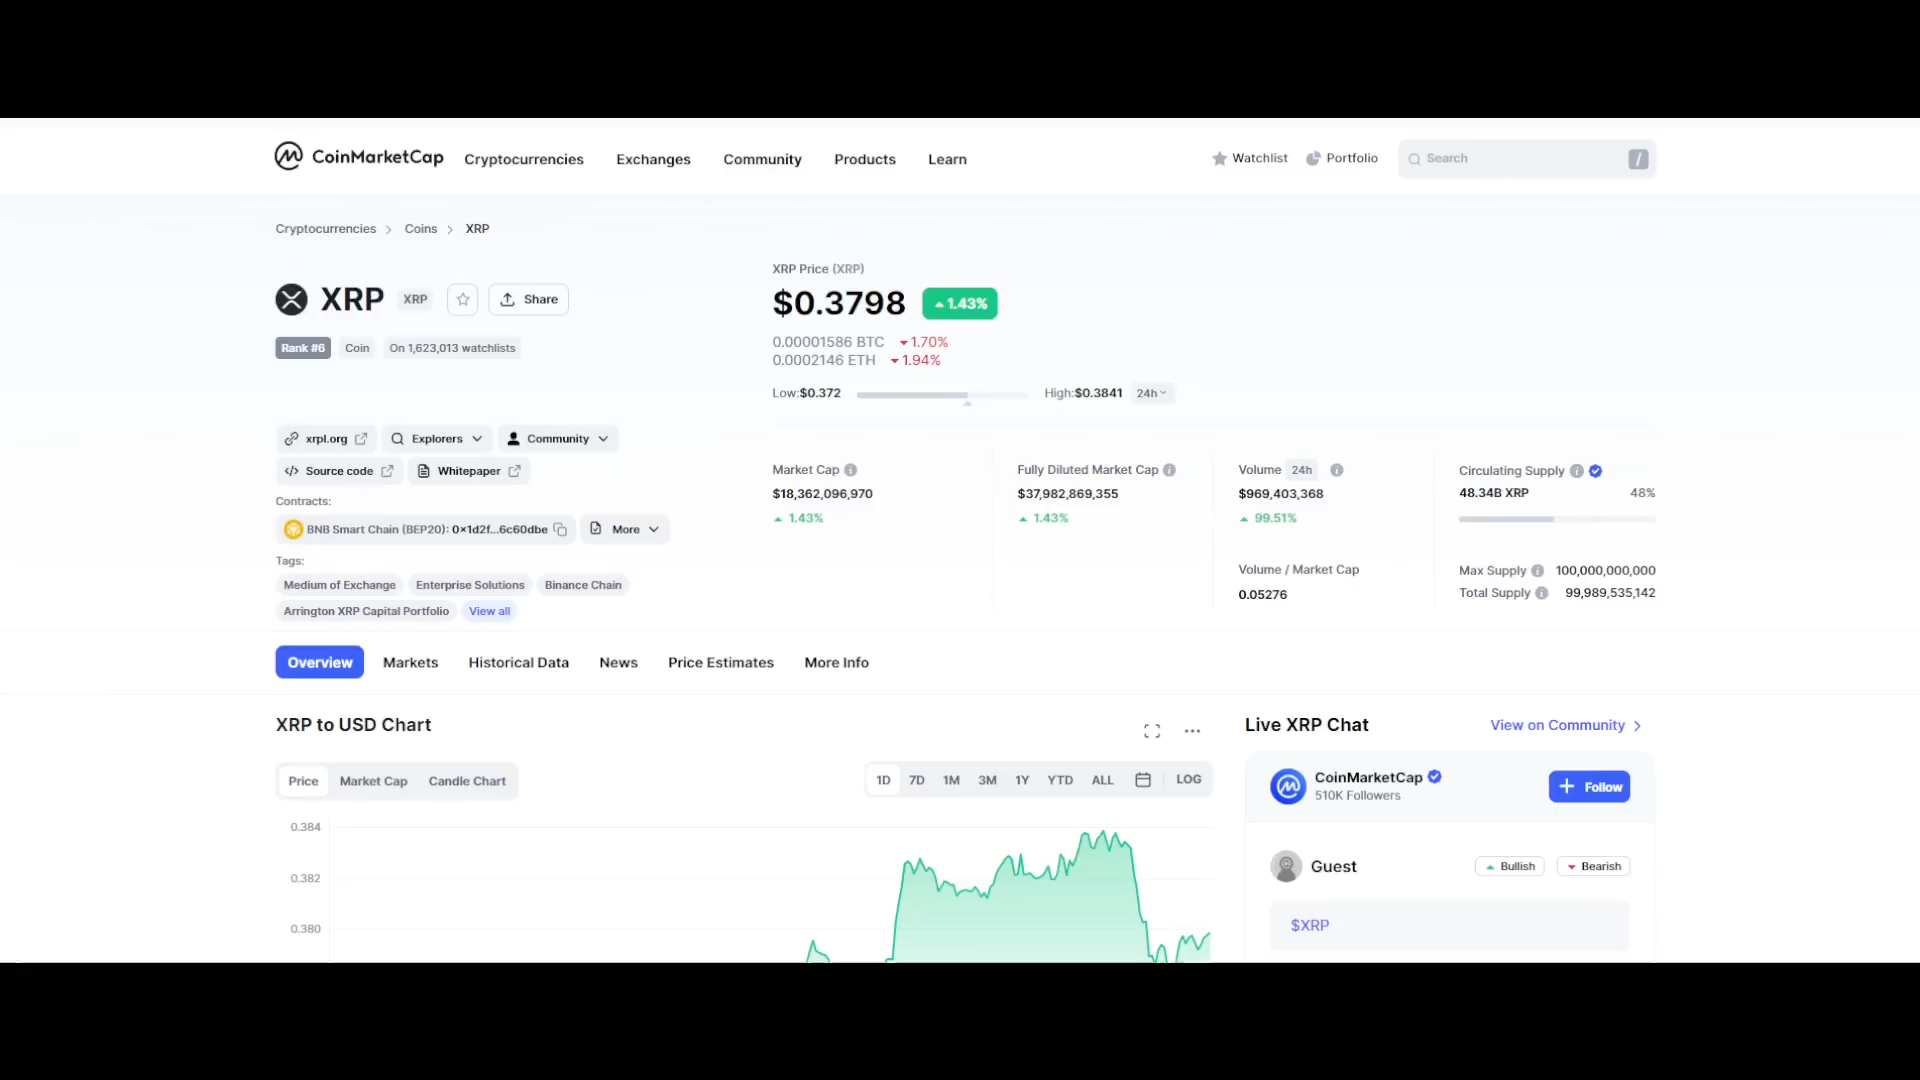 CoinMarketCap Cryptocurrencies Exchanges Community Products Learn Watchlist Portfolio Search /
Cryptocurrencies > Coins > XRP
XRP XRP Share
Rank #6 Coin On 1,623,013 watchlists
xrpl.org Explorers Community
Source code Whitepaper
Contracts:
BNB Smart Chain (BEP20): 0x1d2f...6c60dbe More
Tags:
Medium of Exchange Enterprise Solutions Binance Chain
Arrington XRP Capital Portfolio View all
XRP Price (XRP)
$0.3798 1.43%
0.00001586 BTC 1.70%
0.0002146 ETH 1.94%
Low:$0.372 High:$0.3841 24h
Market Cap
$18,362,096,970
1.43%
Fully Diluted Market Cap
$37,982,869,355
1.43%
Volume 24h
$969,403,368
99.51%
Volume / Market Cap
0.05276
Circulating Supply
48.34B XRP 48%
Max Supply 100,000,000,000
Total Supply 99,989,535,142
Overview Markets Historical Data News Price Estimates More Info
XRP to USD Chart
Price Market Cap Candle Chart 1D 7D 1M 3M 1Y YTD ALL LOG
0.384
0.382
0.380
Live XRP Chat View on Community >
CoinMarketCap
510K Followers
+ Follow
Guest Bullish Bearish
$XRP